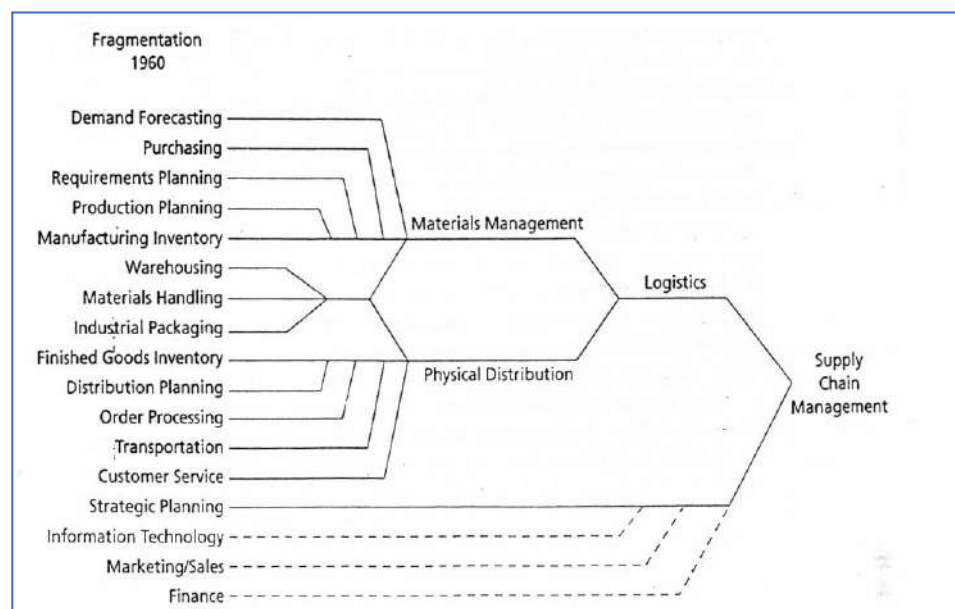 Fragmentation
1960
Demand Forecasting
Purchasing
Requirements Planning
Production Planning
Manufacturing Inventory
Warehousing
Materials Handling
Industrial Packaging
Finished Goods Inventory
Distribution Planning
Order Processing
Transportation
Customer Service
Strategic Planning
Information Technology
Marketing/Sales
Finance
Materials Management
Physical Distribution
Logistics
Supply
Chain
Management